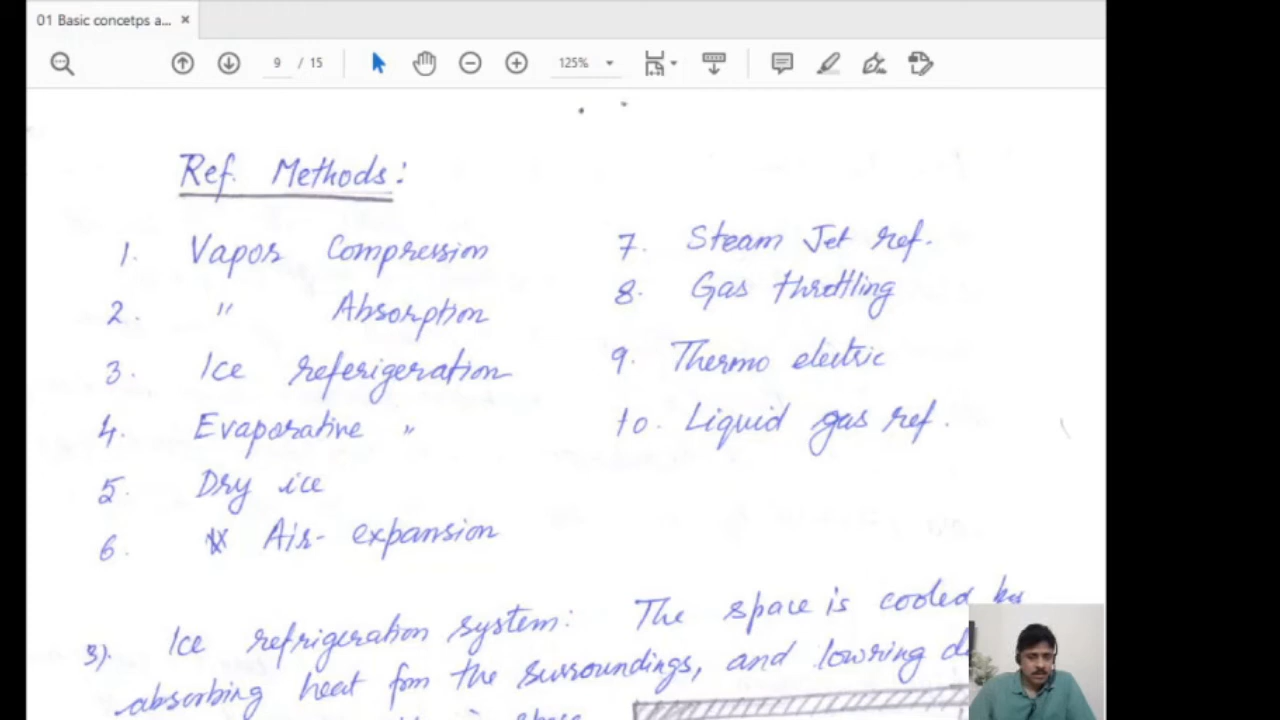 01 Basic concetps a...
9 / 15
125%
Ref. Methods:
1. Vapor Compression
2. " Absorption
3. Ice referigeration
4. Evaporative "
5. Dry ice
6. Air-expansion
7. Steam Jet ref.
8. Gas throttling
9. Thermo electric
10. Liquid gas ref.
3). Ice refrigeration system: The space is cooled by
absorbing heat from the surroundings, and lowring
space